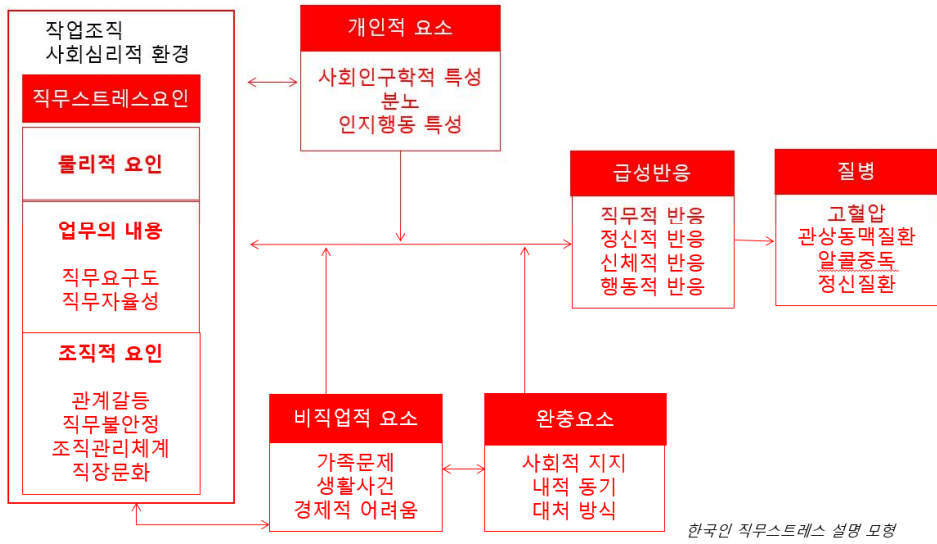 작업조직
사회심리적 환경
직무스트레스요인
물리적 요인
업무의 내용
직무요구도
직무자율성
조직적 요인
관계갈등
직무불안정
조직관리체계
직장문화
개인적 요소
사회인구학적 특성
분노
인지행동 특성
급성반응
직무적 반응
정신적 반응
신체적 반응
행동적 반응
질병
고혈압
관상동맥질환
알콜중독
정신질환
비직업적 요소
가족문제
생활사건
경제적 어려움
완충요소
사회적 지지
내적 동기
대처 방식
한국인 직무스트레스 설명 모형